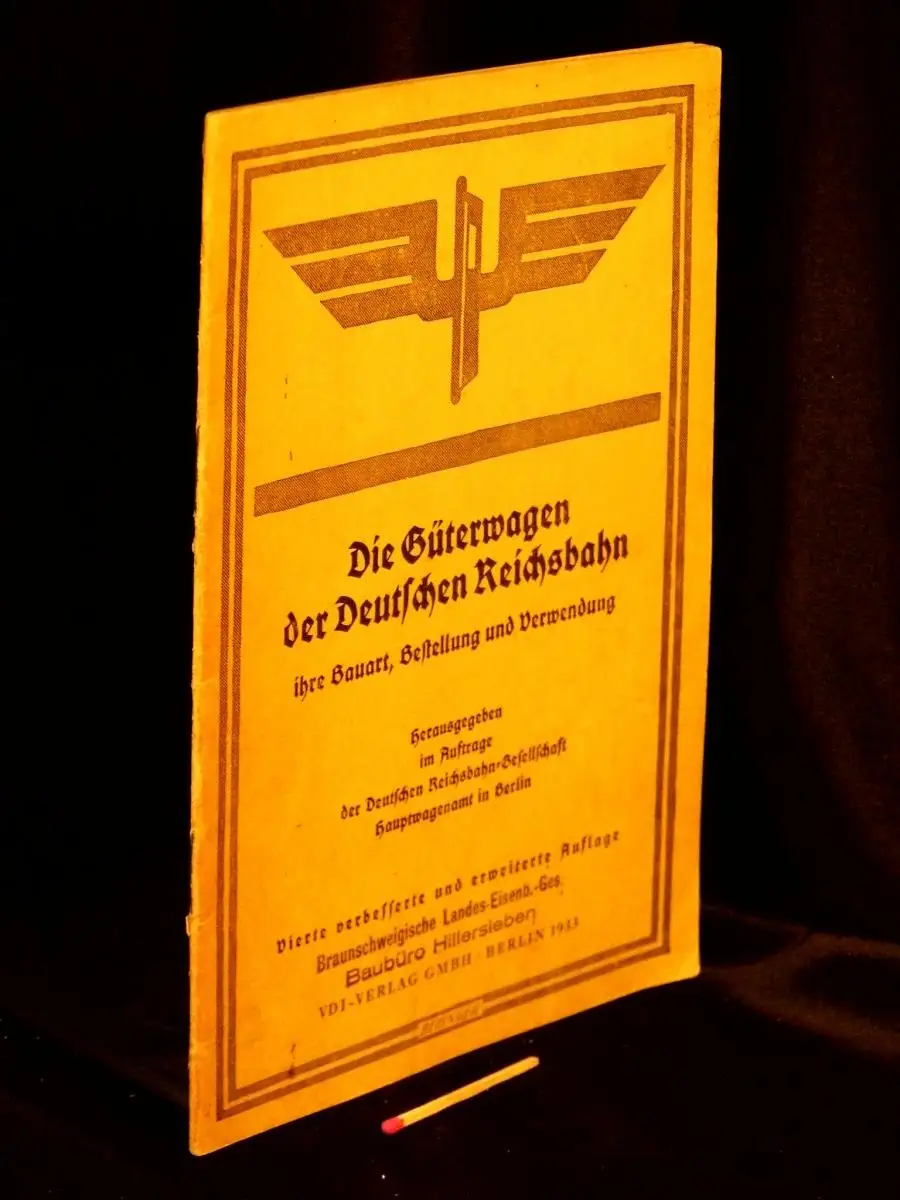 Die Güterwagen
der Deutſchen Reichsbahn
ihre Bauart, Beſtellung und Verwendung
Herausgegeben
im Auftrage
der Deutſchen Reichsbahn-Geſellſchaft
Hauptwagenamt in Berlin
Vierte verbeſſerte und erweiterte Auflage
Braunschweigische Landes-Eisenb.-Ges.
Baubüro Hillersleben
VDI-VERLAG GMBH · BERLIN 1933